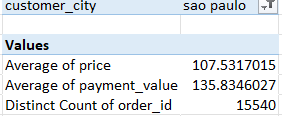 customer_city sao paulo
Values
Average of price 107.5317015
Average of payment_value 135.8346027
Distinct Count of order_id 15540